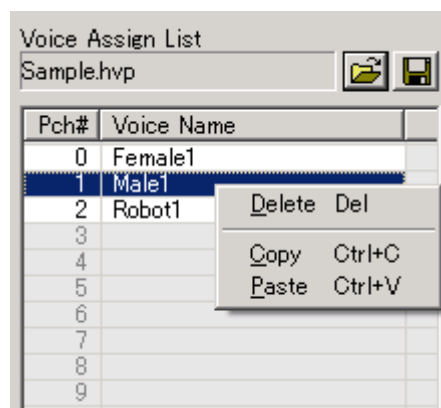 Voice Assign List
Sample.hvp
Pch# Voice Name
0 Female1
1 Male1
2 Robot1
Delete Del
3
Copy Ctrl+C
4
Paste Ctrl+V
5
6
7
8
9